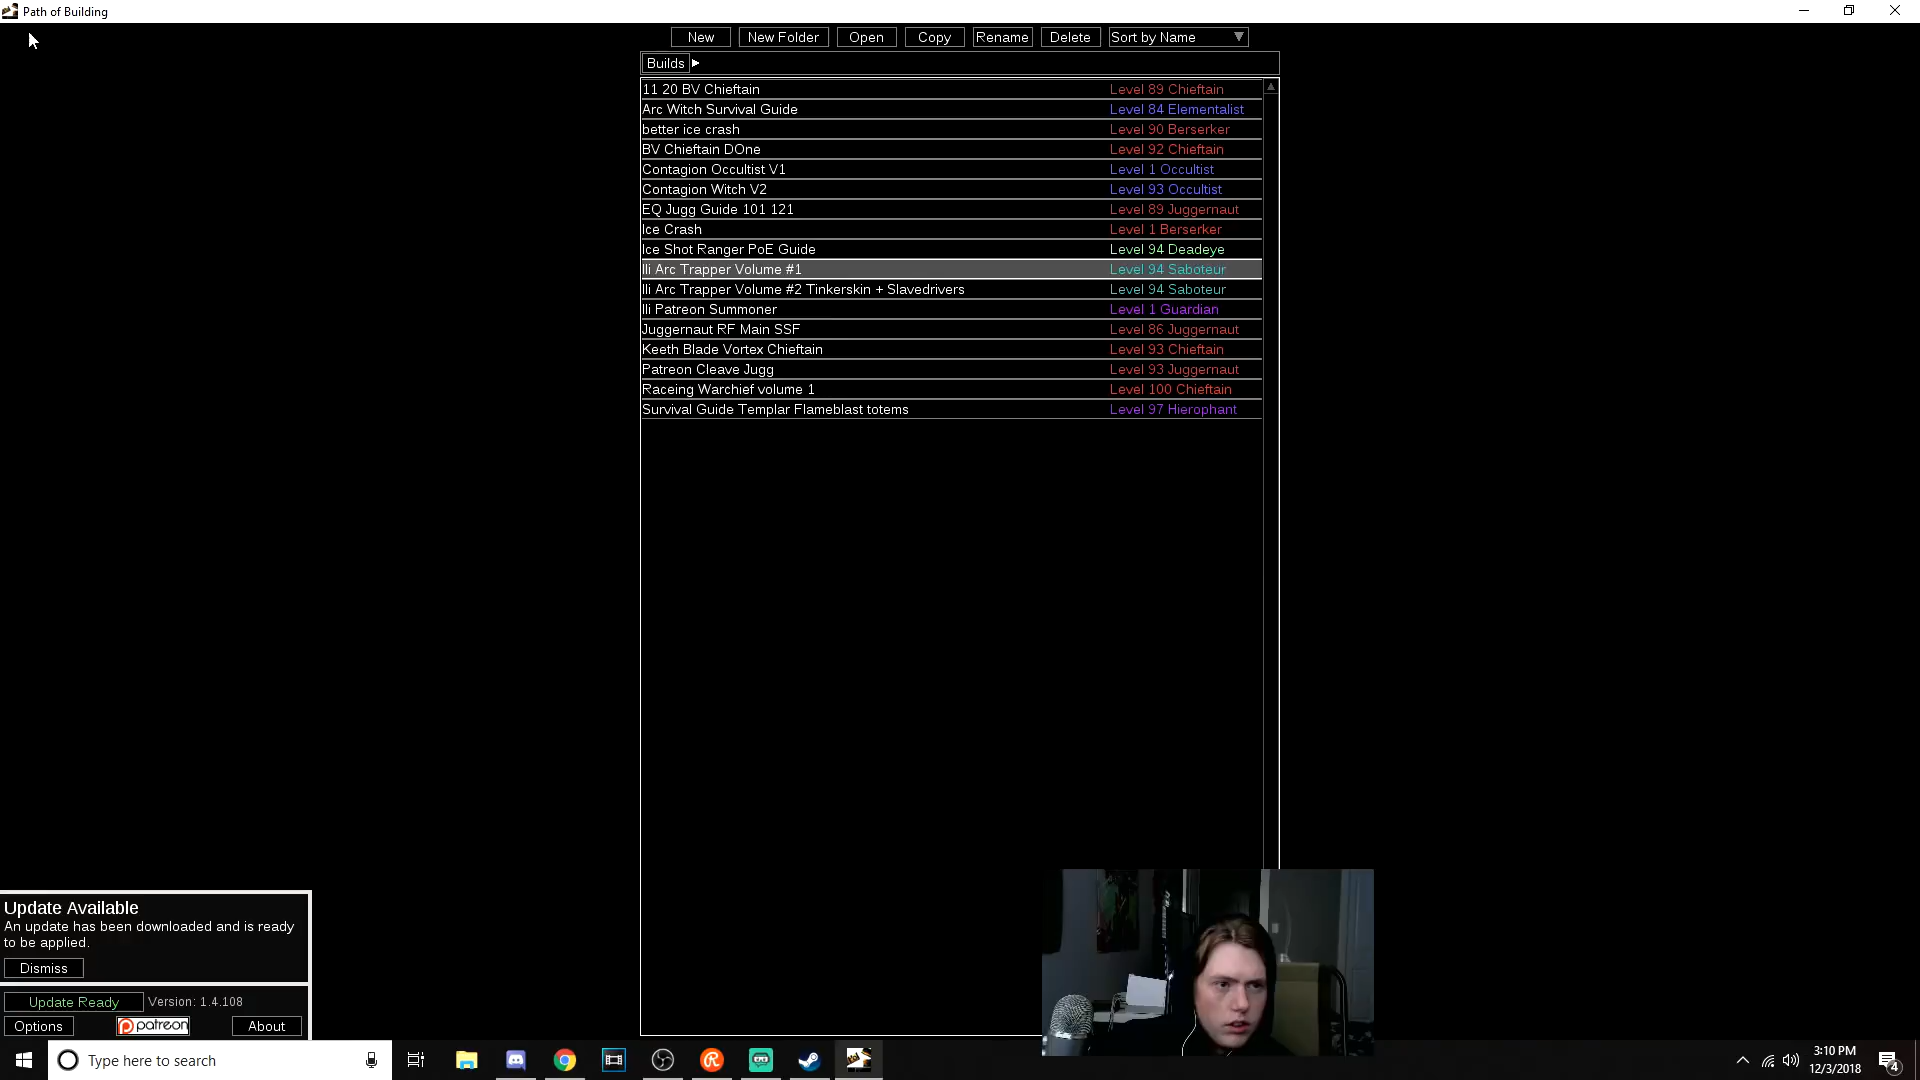 Path of Building
New New Folder Open Copy Rename Delete Sort by Name
Builds
11 20 BV Chieftain Level 89 Chieftain
Arc Witch Survival Guide Level 84 Elementalist
better ice crash Level 90 Berserker
BV Chieftain DOne Level 92 Chieftain
Contagion Occultist V1 Level 1 Occultist
Contagion Witch V2 Level 93 Occultist
EQ Jugg Guide 101 121 Level 89 Juggernaut
Ice Crash Level 1 Berserker
Ice Shot Ranger PoE Guide Level 94 Deadeye
Ili Arc Trapper Volume #1 Level 94 Saboteur
Ili Arc Trapper Volume #2 Tinkerskin + Slavedrivers Level 94 Saboteur
Ili Patreon Summoner Level 1 Guardian
Juggernaut RF Main SSF Level 86 Juggernaut
Keeth Blade Vortex Chieftain Level 93 Chieftain
Patreon Cleave Jugg Level 93 Juggernaut
Raceing Warchief volume 1 Level 100 Chieftain
Survival Guide Templar Flameblast totems Level 97 Hierophant
Update Available
An update has been downloaded and is ready
to be applied.
Dismiss
Update Ready Version: 1.4.108
Options patreon About
Type here to search
3:10 PM
12/3/2018
4